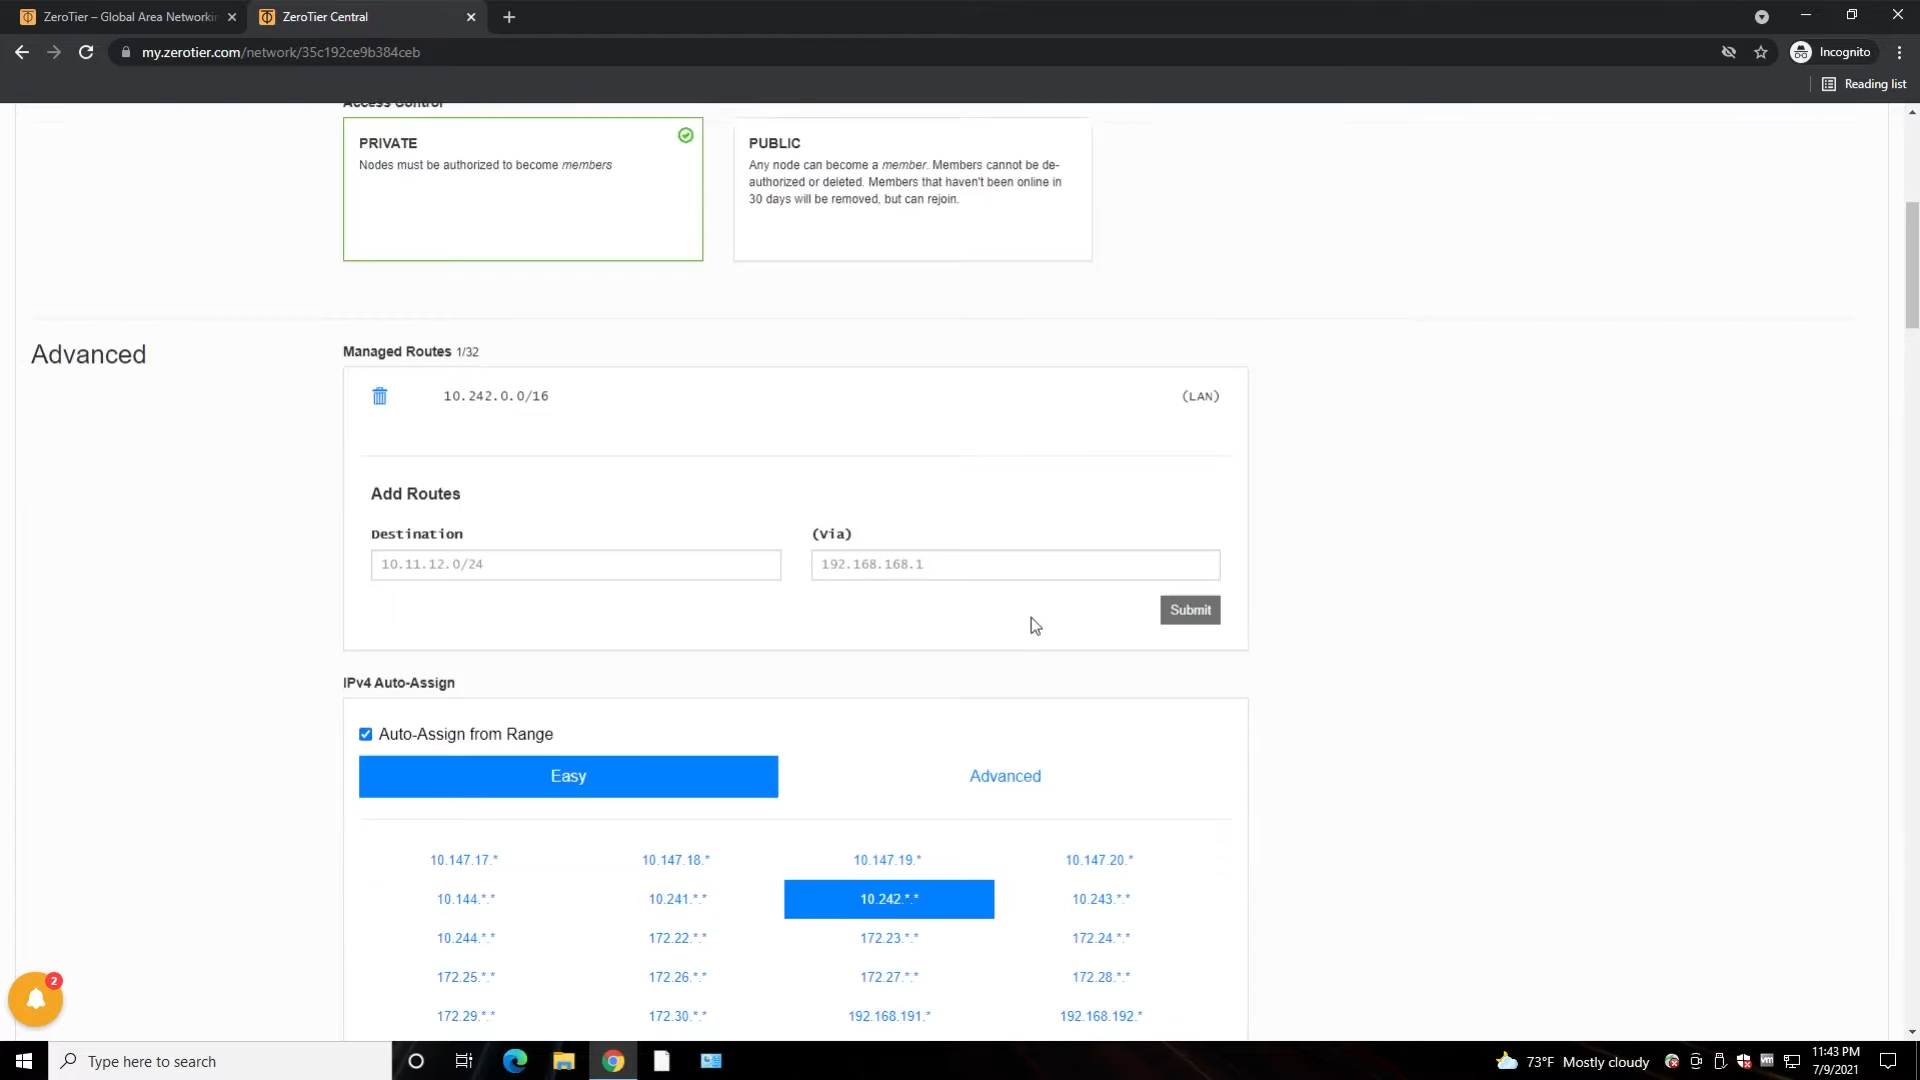 ZeroTier – Global Area Networkin
ZeroTier Central
my.zerotier.com/network/35c192ce9b384ceb
Incognito
Reading list
Access Control
PRIVATE
Nodes must be authorized to become members
PUBLIC
Any node can become a member. Members cannot be de-
authorized or deleted. Members that haven't been online in
30 days will be removed, but can rejoin.
Advanced
Managed Routes 1/32
10.242.0.0/16
(LAN)
Add Routes
Destination
(Via)
10.11.12.0/24
192.168.168.1
Submit
IPv4 Auto-Assign
Auto-Assign from Range
Easy
Advanced
10.147.17.* 10.147.18.* 10.147.19.* 10.147.20.*
10.144.*.* 10.241.*.* 10.242.*.* 10.243.*.*
10.244.*.* 172.22.*.* 172.23.*.* 172.24.*.*
172.25.*.* 172.26.*.* 172.27.*.* 172.28.*.*
172.29.*.* 172.30.*.* 192.168.191.* 192.168.192.*
2
Type here to search
73°F Mostly cloudy
vm
11:43 PM
7/9/2021